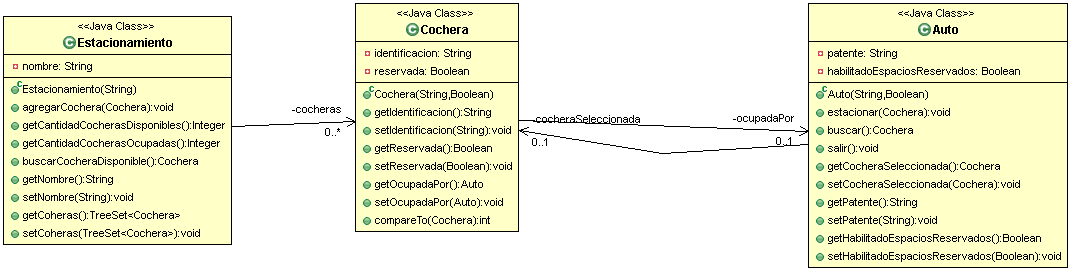 <<Java Class>>
Estacionamiento
nombre: String
Estacionamiento(String)
agregarCochera(Cochera):void
getCantidadCocherasDisponibles():Integer
getCantidadCocherasOcupadas():Integer
buscarCocheraDisponible():Cochera
getNombre():String
setNombre(String):void
getCoheras():TreeSet<Cochera>
setCoheras(TreeSet<Cochera>):void
-cocheras
0..*
<<Java Class>>
Cochera
identificacion: String
reservada: Boolean
Cochera(String,Boolean)
getIdentificacion():String
setIdentificacion(String):void
getReservada():Boolean
setReservada(Boolean):void
getOcupadaPor():Auto
setOcupadaPor(Auto):void
compareTo(Cochera):int
-cocheraSeleccionada
0..1
-ocupadaPor
0..1
<<Java Class>>
Auto
patente: String
habilitadoEspaciosReservados: Boolean
Auto(String,Boolean)
estacionar(Cochera):void
buscar():Cochera
salir():void
getCocheraSeleccionada():Cochera
setCocheraSeleccionada(Cochera):void
getPatente():String
setPatente(String):void
getHabilitadoEspaciosReservados():Boolean
setHabilitadoEspaciosReservados(Boolean):void